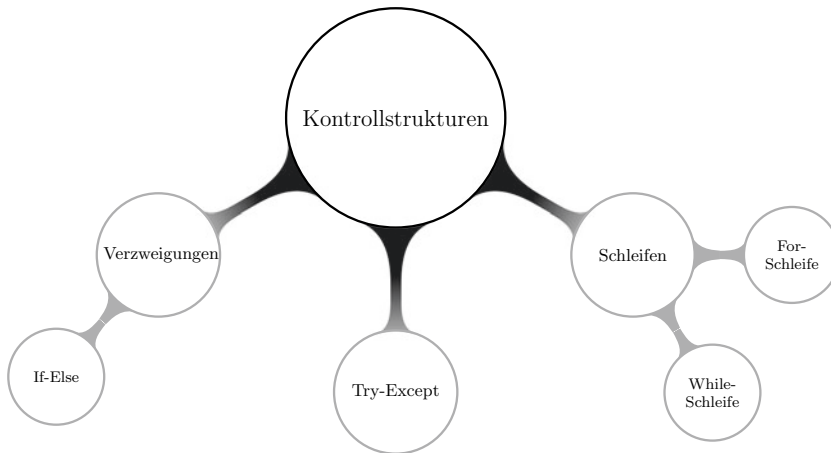 Kontrollstrukturen
Verzweigungen
Schleifen
For-
Schleife
If-Else
Try-Except
While-
Schleife